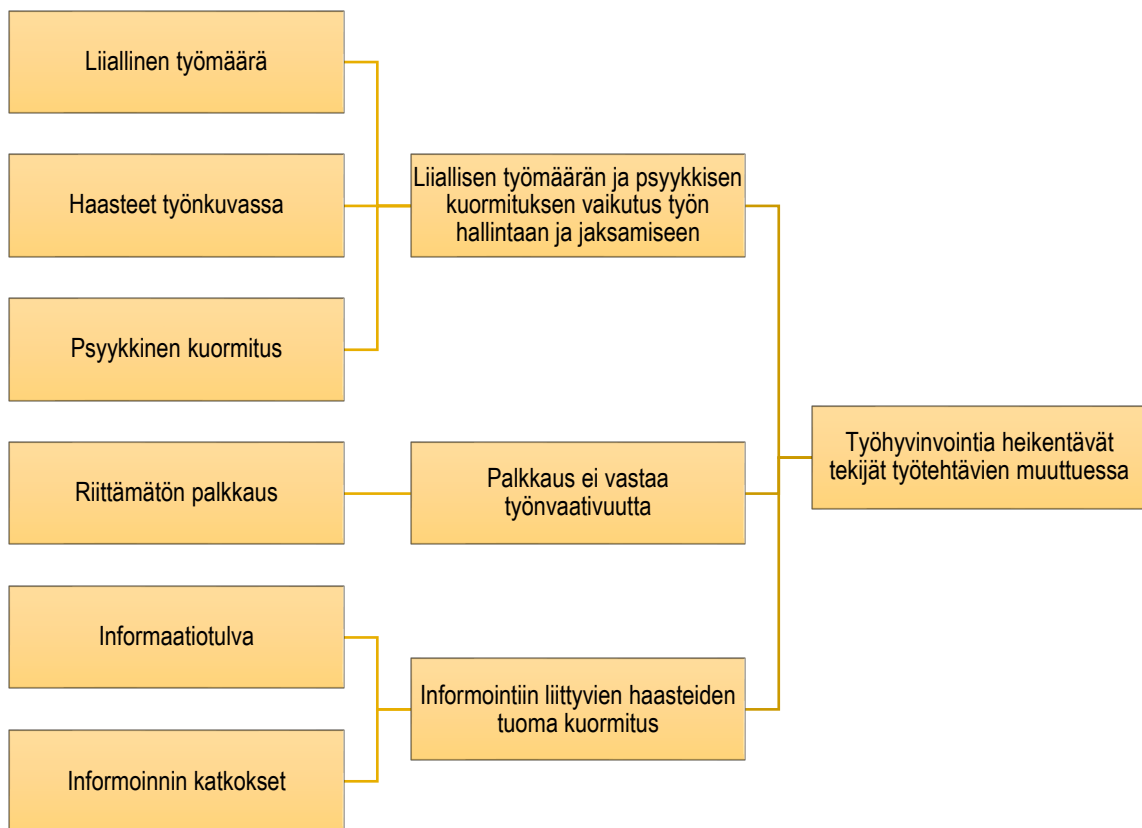 Liiallinen työmäärä
Haasteet työnkuvassa
Psyykkinen kuormitus
Riittämätön palkkaus
Informaatiotulva
Informoinnin katkokset
Liiallisen työmäärän ja psyykkisen
kuormituksen vaikutus työn
hallintaan ja jaksamiseen
Palkkaus ei vastaa
työnvaativuutta
Informointiin liittyvien haasteiden
tuoma kuormitus
Työhyvinvointia heikentävät
tekijät työtehtävien muuttuessa